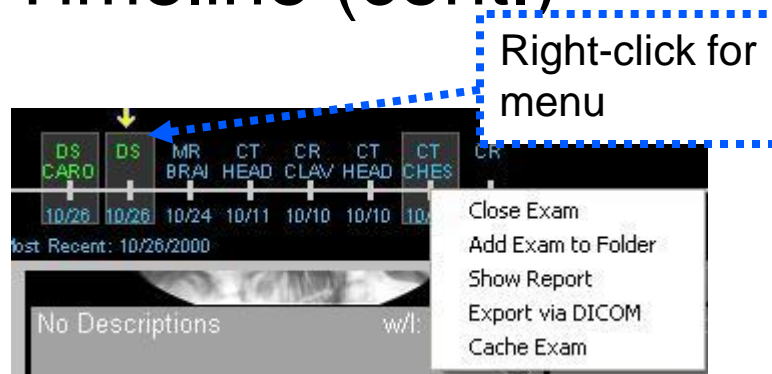 Timeline (cont.)
Right-click for
menu
DS DS MR CT CR CT CT CR
CARO BRAI HEAD CLAV HEAD CHES
10/26 10/26 10/24 10/11 10/10 10/10 10/
Most Recent: 10/26/2000
No Descriptions w/l:
Close Exam
Add Exam to Folder
Show Report
Export via DICOM
Cache Exam